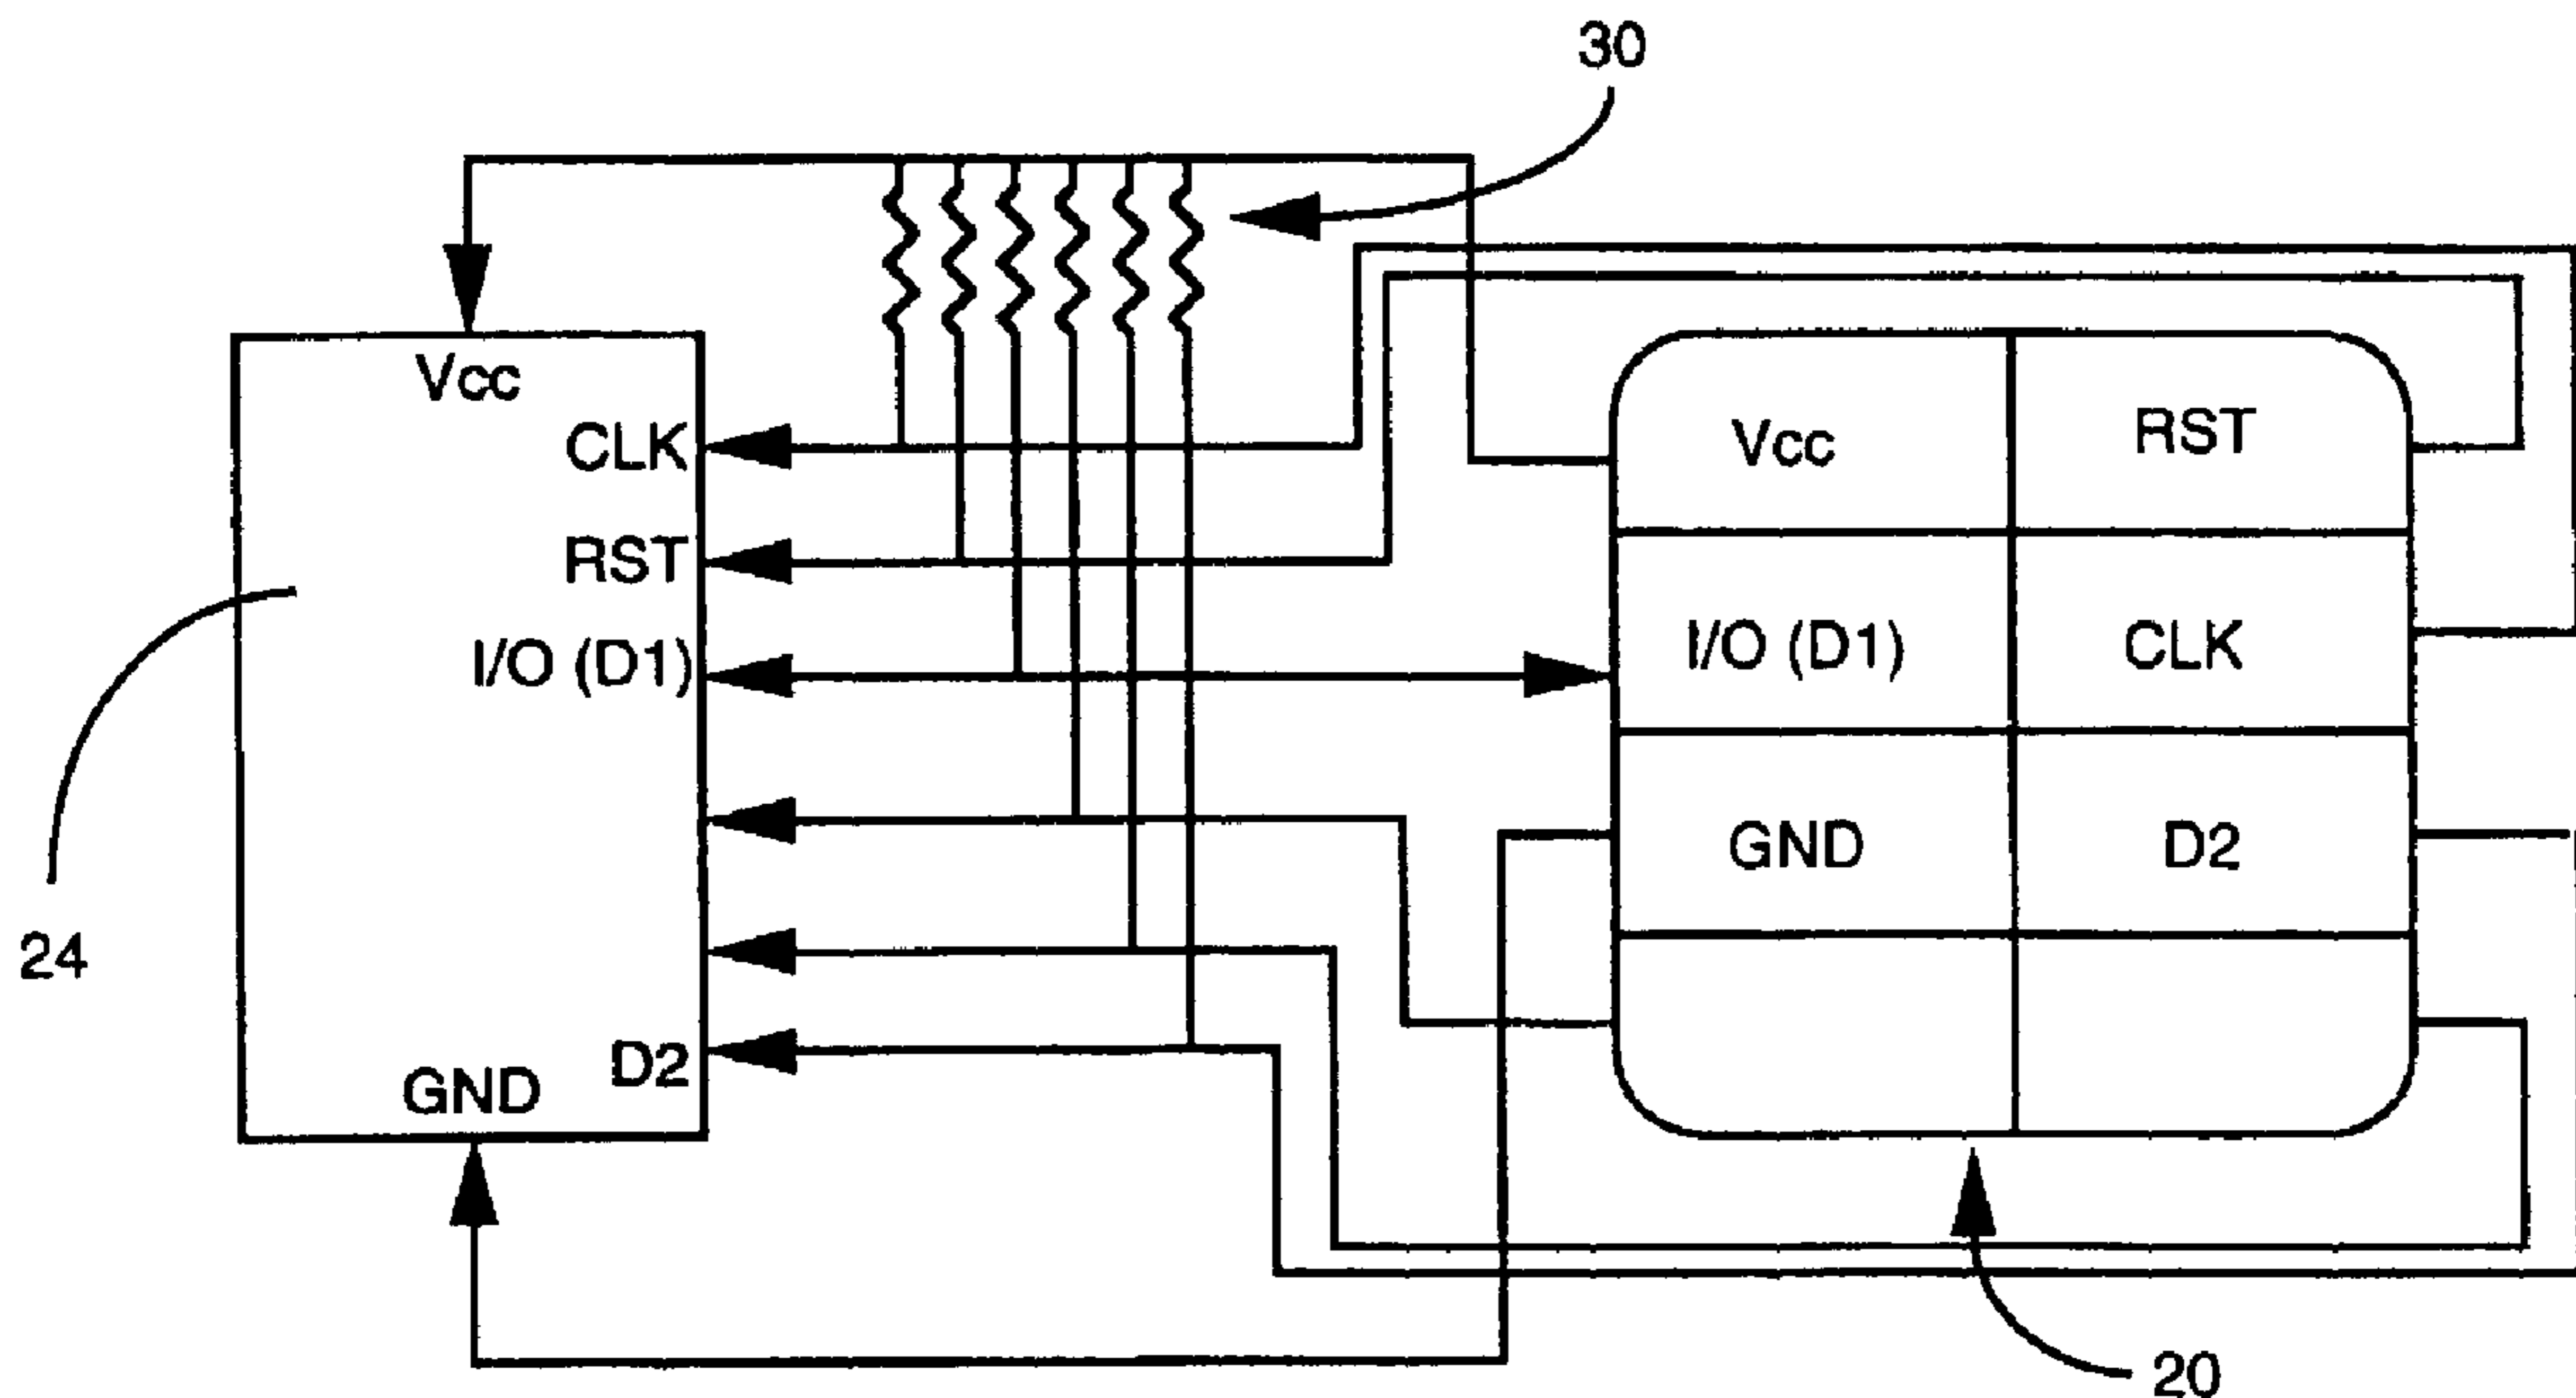 30
Vcc
CLK
RST
I/O (D1)
D2
GND
24
Vcc
RST
I/O (D1)
CLK
GND
D2
20